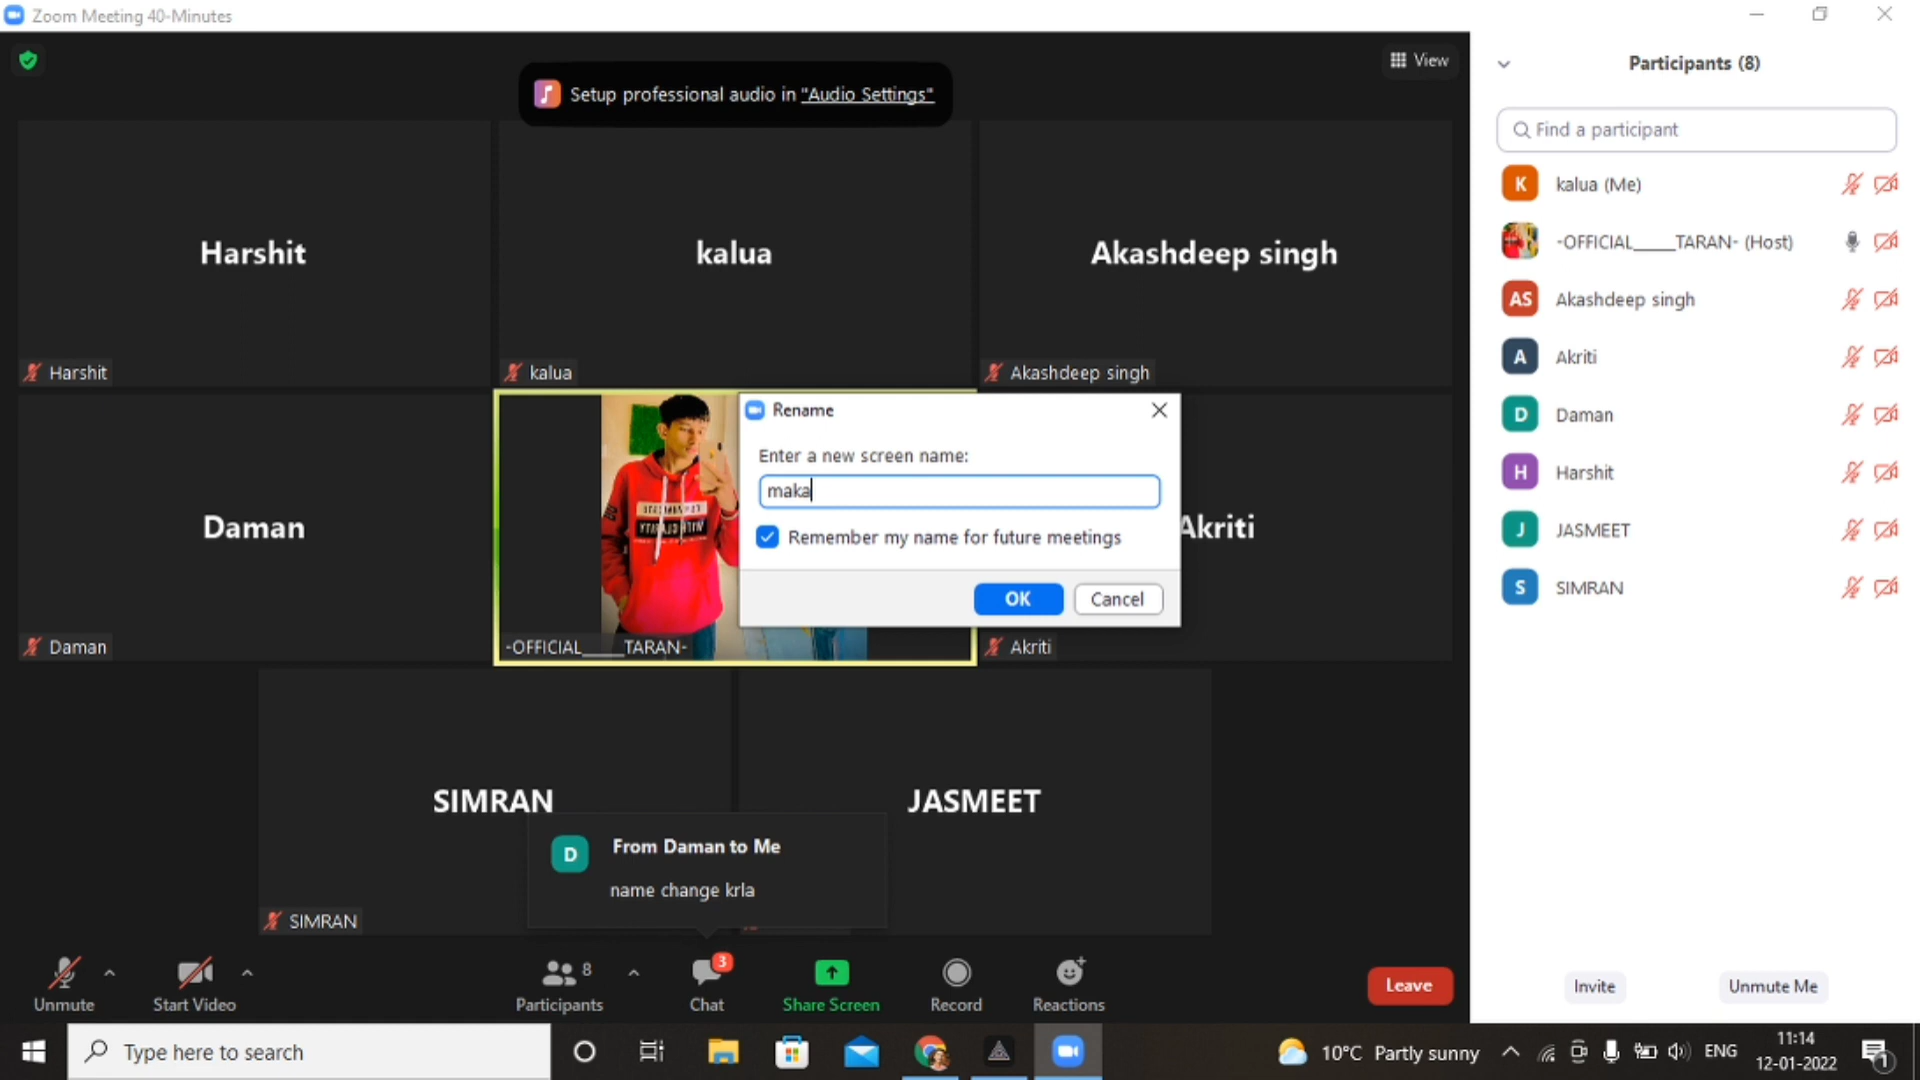 Zoom Meeting 40-Minutes
View
Setup professional audio in "Audio Settings"
Harshit
kalua
Akashdeep singh
Harshit
kalua
Akashdeep singh
Daman
Akriti
Daman
-OFFICIAL_____TARAN-
Akriti
Rename
Enter a new screen name:
maka
Remember my name for future meetings
OK
Cancel
SIMRAN
JASMEET
D
From Daman to Me
name change krla
SIMRAN
Unmute
Start Video
8
Participants
3
Chat
Share Screen
Record
Reactions
Leave
Participants (8)
Find a participant
K
kalua (Me)
-OFFICIAL_____TARAN- (Host)
AS
Akashdeep singh
A
Akriti
D
Daman
H
Harshit
J
JASMEET
S
SIMRAN
Invite
Unmute Me
Type here to search
10°C Partly sunny
ENG
11:14
12-01-2022
1